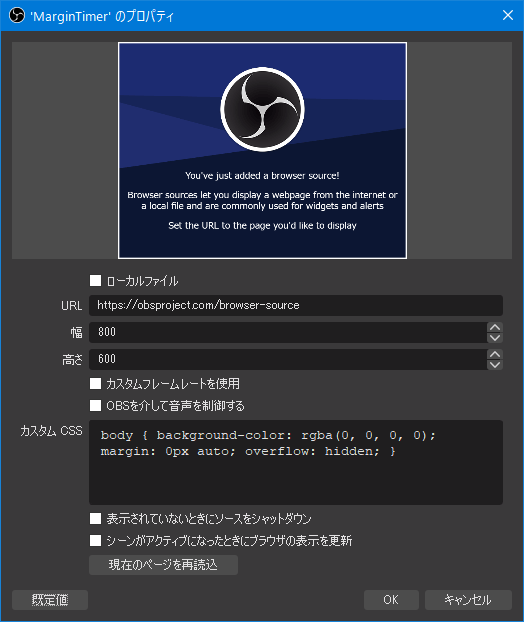 'MarginTimer' のプロパティ
You've just added a browser source!
Browser sources let you display a webpage from the internet or
a local file and are commonly used for widgets and alerts
Set the URL to the page you'd like to display
ローカルファイル
URL https://obsproject.com/browser-source
幅 800
高さ 600
カスタムフレームレートを使用
OBSを介して音声を制御する
カスタム CSS body { background-color: rgba(0, 0, 0, 0);
margin: 0px auto; overflow: hidden; }
表示されていないときにソースをシャットダウン
シーンがアクティブになったときにブラウザの表示を更新
現在のページを再読込
既定値 OK キャンセル